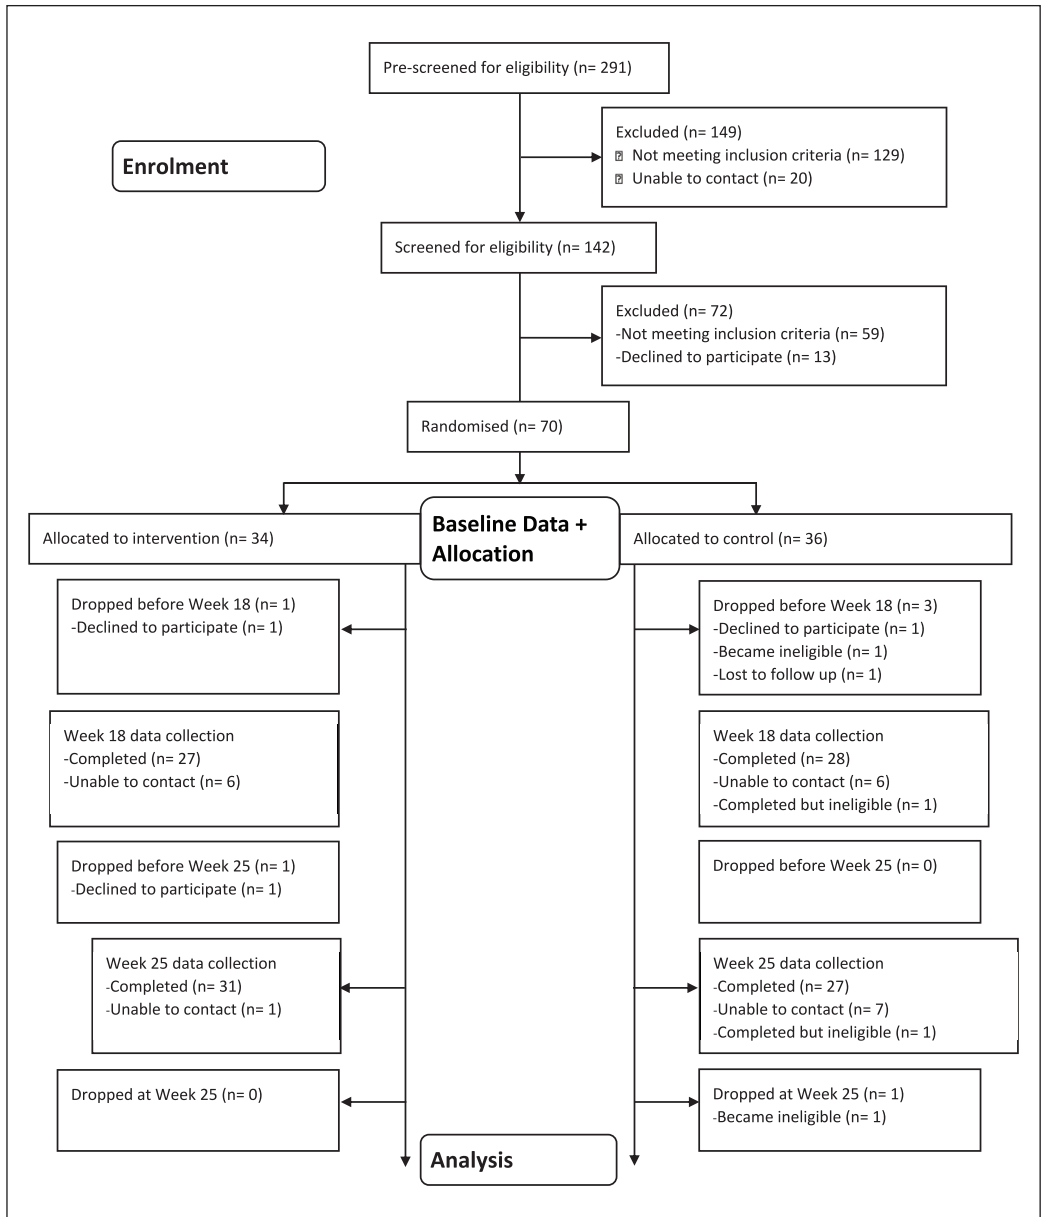 Pre-screened for eligibility (n= 291)
Excluded (n= 149)
Not meeting inclusion criteria (n= 129)
Unable to contact (n= 20)
Enrolment
Screened for eligibility (n= 142)
Excluded (n= 72)
-Not meeting inclusion criteria (n= 59)
-Declined to participate (n= 13)
Randomised (n= 70)
Baseline Data +
Allocation
Allocated to intervention (n= 34)
Allocated to control (n= 36)
Dropped before Week 18 (n= 1)
-Declined to participate (n= 1)
Dropped before Week 18 (n= 3)
-Declined to participate (n= 1)
-Became ineligible (n= 1)
-Lost to follow up (n= 1)
Week 18 data collection
-Completed (n= 27)
-Unable to contact (n= 6)
Week 18 data collection
-Completed (n= 28)
-Unable to contact (n= 6)
-Completed but ineligible (n= 1)
Dropped before Week 25 (n= 1)
-Declined to participate (n= 1)
Dropped before Week 25 (n= 0)
Week 25 data collection
-Completed (n= 31)
-Unable to contact (n= 1)
Week 25 data collection
-Completed (n= 27)
-Unable to contact (n= 7)
-Completed but ineligible (n= 1)
Dropped at Week 25 (n= 0)
Dropped at Week 25 (n= 1)
-Became ineligible (n= 1)
Analysis